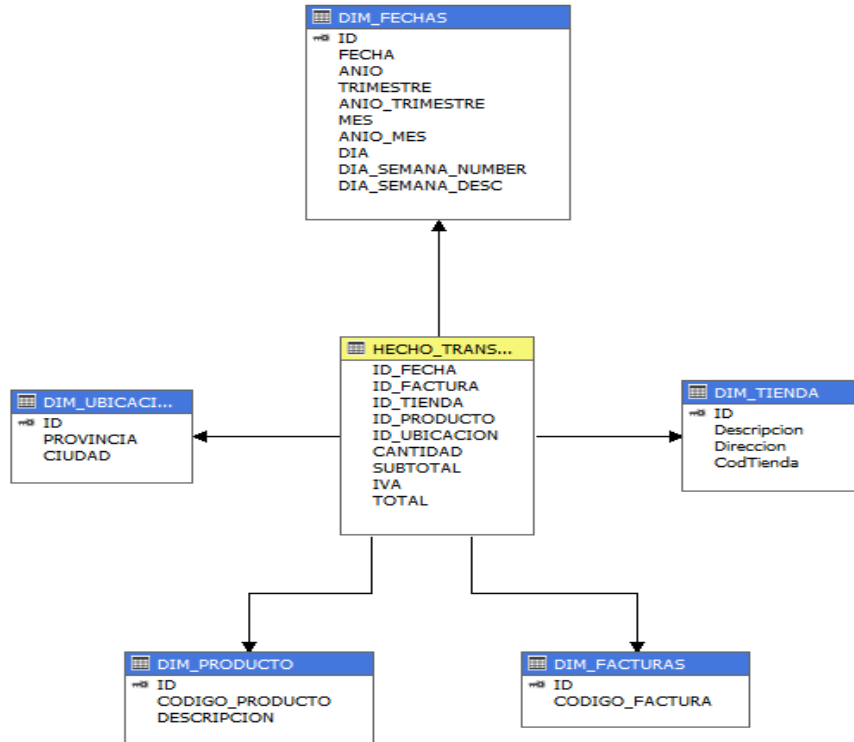 DIM_FECHAS
ID
FECHA
ANIO
TRIMESTRE
ANIO_TRIMESTRE
MES
ANIO_MES
DIA
DIA_SEMANA_NUMBER
DIA_SEMANA_DESC
HECHO_TRANS...
ID_FECHA
ID_FACTURA
ID_TIENDA
ID_PRODUCTO
ID_UBICACION
CANTIDAD
SUBTOTAL
IVA
TOTAL
DIM_UBICACI...
ID
PROVINCIA
CIUDAD
DIM_TIENDA
ID
Descripcion
Direccion
CodTienda
DIM_PRODUCTO
ID
CODIGO_PRODUCTO
DESCRIPCION
DIM_FACTURAS
ID
CODIGO_FACTURA